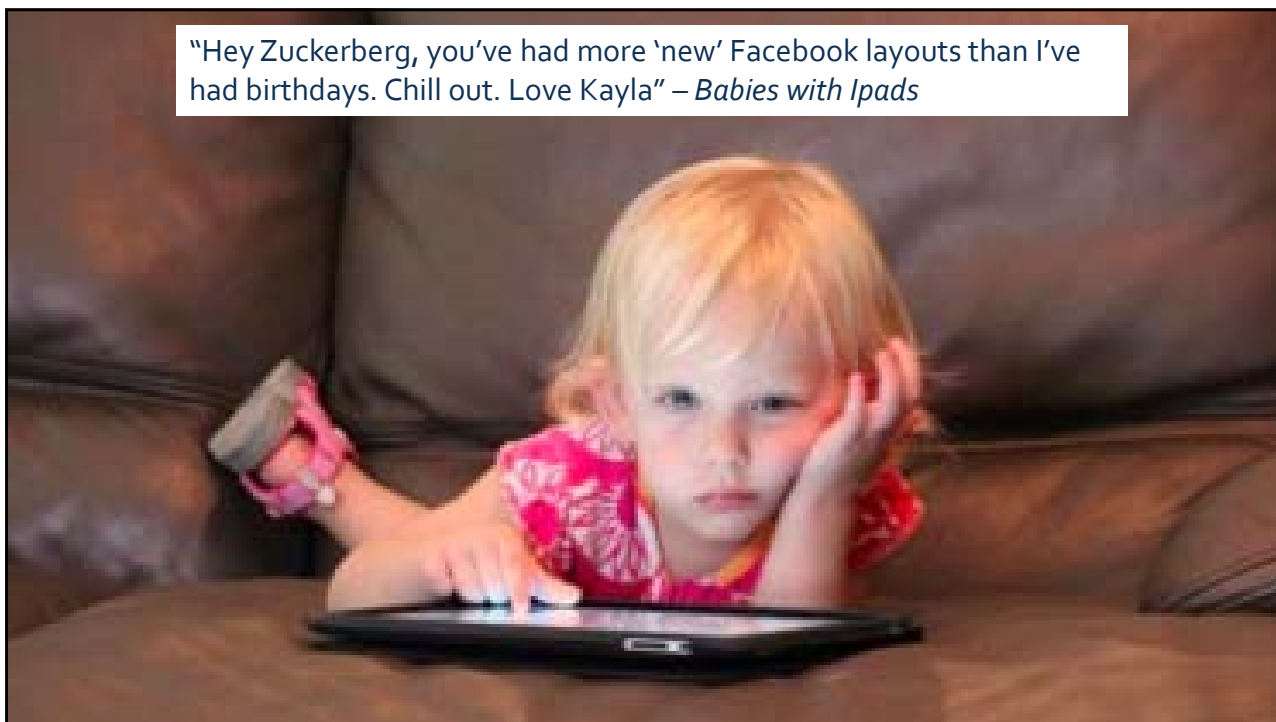 “Hey Zuckerberg, you’ve had more ‘new’ Facebook layouts than I’ve
had birthdays. Chill out. Love Kayla” – Babies with Ipads